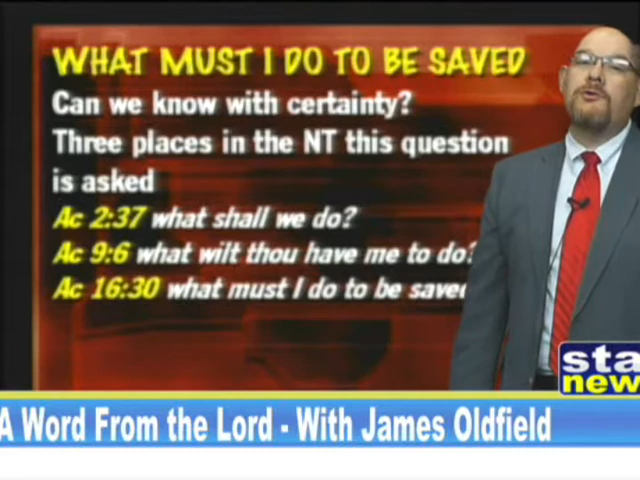 WHAT MUST I DO TO BE SAVED
Can we know with certainty?
Three places in the NT this question
is asked
Ac 2:37 what shall we do?
Ac 9:6 what wilt thou have me to do?
Ac 16:30 what must I do to be saved
sta
new
A Word From the Lord - With James Oldfield